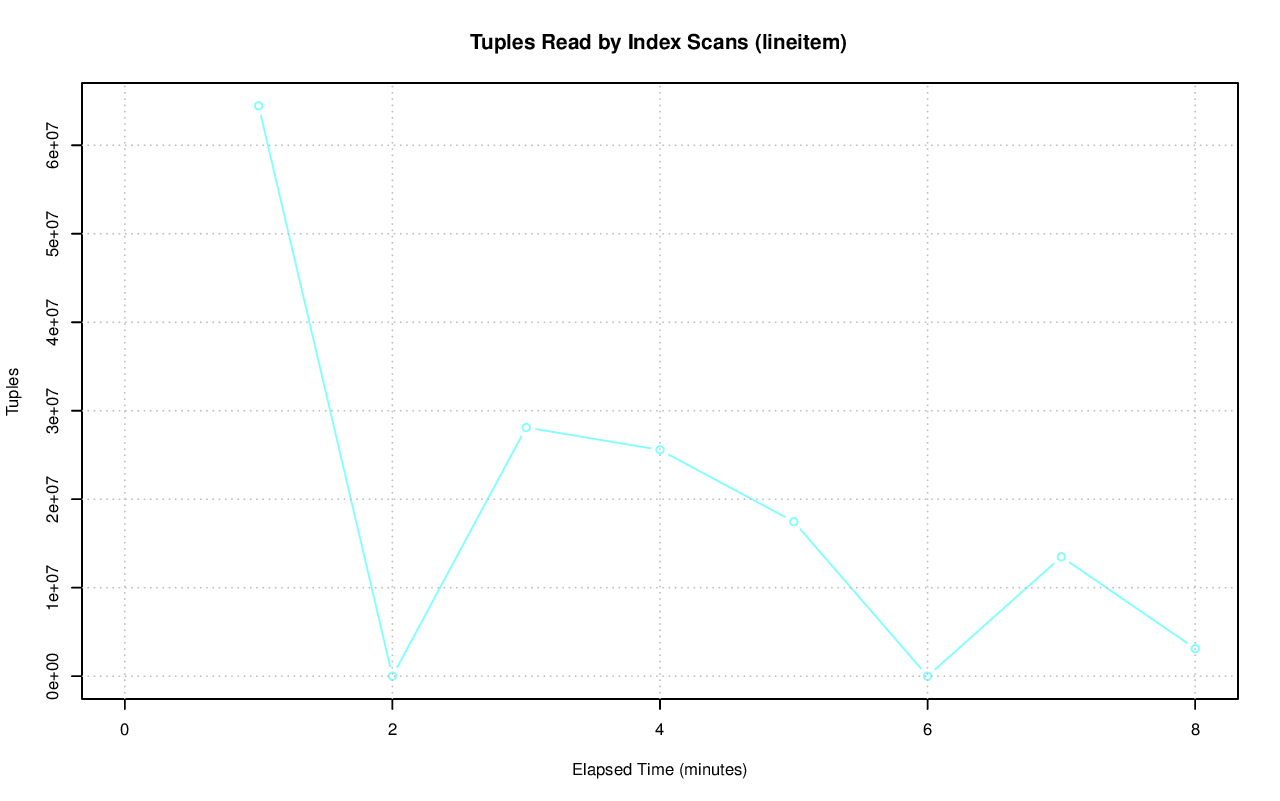 Tuples Read by Index Scans (lineitem)
6e+07
5e+07
4e+07
3e+07
2e+07
1e+07
0e+00
Tuples
0 2 4 6 8
Elapsed Time (minutes)